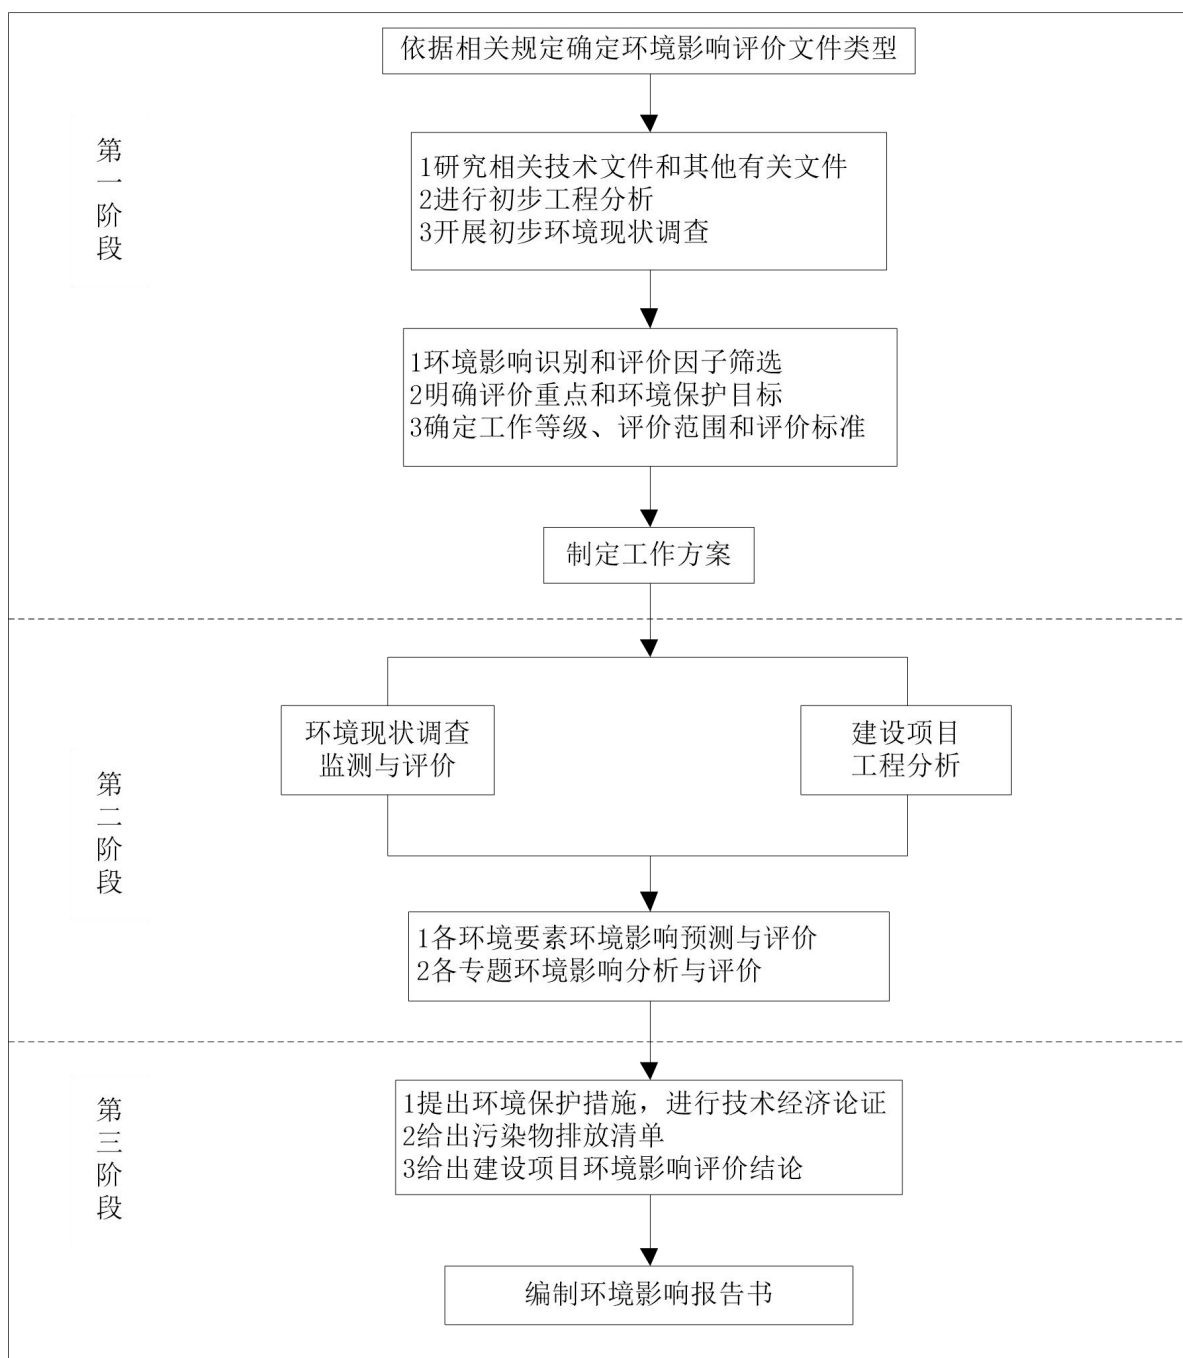 依据相关规定确定环境影响评价文件类型
第一阶段
1研究相关技术文件和其他有关文件
2进行初步工程分析
3开展初步环境现状调查
1环境影响识别和评价因子筛选
2明确评价重点和环境保护目标
3确定工作等级、评价范围和评价标准
制定工作方案
第二阶段
环境现状调查
监测与评价
建设项目
工程分析
1各环境要素环境影响预测与评价
2各专题环境影响分析与评价
第三阶段
1提出环境保护措施，进行技术经济论证
2给出污染物排放清单
3给出建设项目环境影响评价结论
编制环境影响报告书